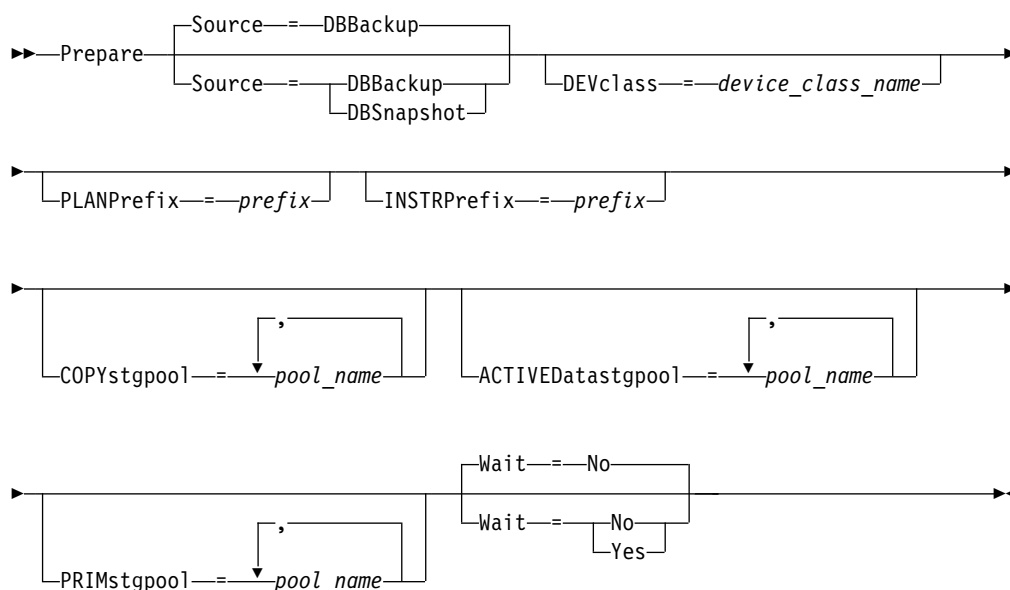 Source = DBBackup
Prepare
Source = DBBackup
DBSnapshot
DEVclass = device_class_name
PLANPrefix = prefix
INSTRPrefix = prefix
,
COPYstgpool = pool_name
,
ACTIVEDatastgpool = pool_name
,
PRIMstgpool = pool_name
Wait = No
Wait = No
Yes